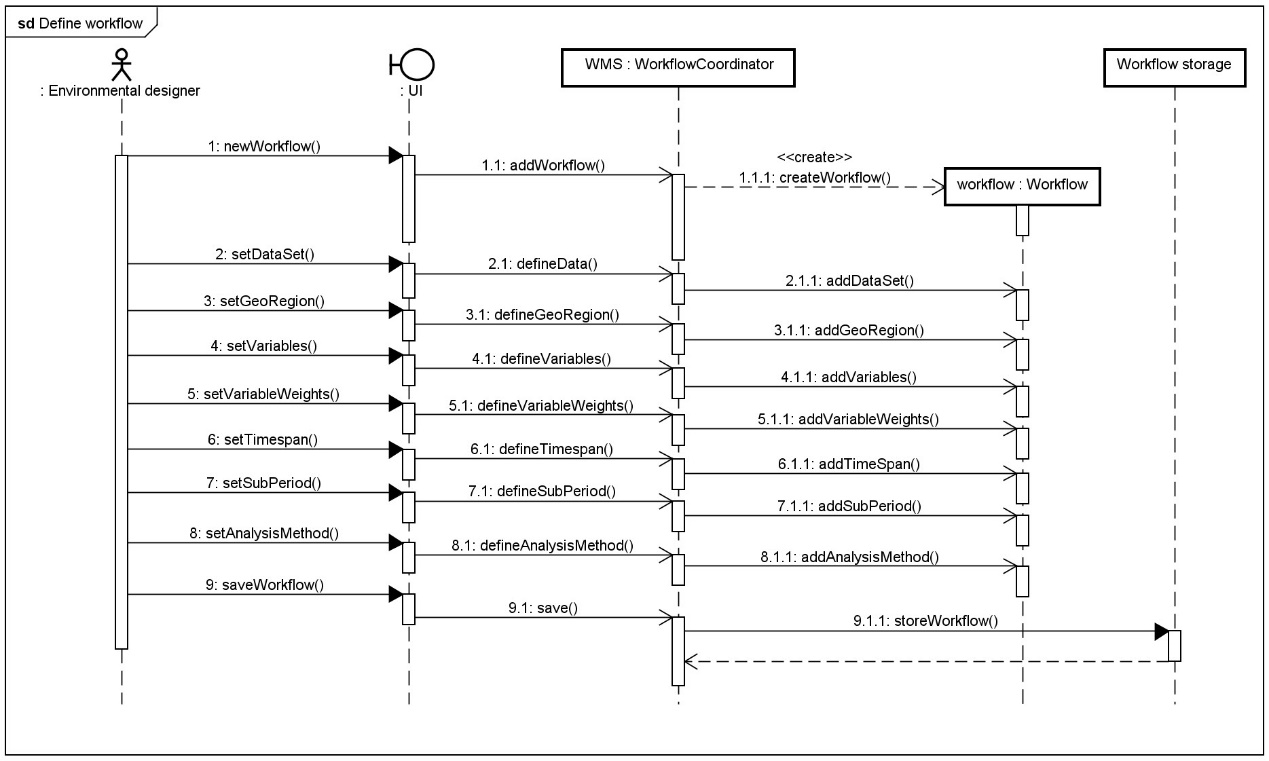 sd Define workflow
: Environmental designer
: UI
WMS : WorkflowCoordinator
Workflow storage
1: newWorkflow()
1.1: addWorkflow()
<<create>>
1.1.1: createWorkflow()
workflow : Workflow
2: setDataSet()
2.1: defineData()
2.1.1: addDataSet()
3: setGeoRegion()
3.1: defineGeoRegion()
3.1.1: addGeoRegion()
4: setVariables()
4.1: defineVariables()
4.1.1: addVariables()
5: setVariableWeights()
5.1: defineVariableWeights()
5.1.1: addVariableWeights()
6: setTimespan()
6.1: defineTimespan()
6.1.1: addTimeSpan()
7: setSubPeriod()
7.1: defineSubPeriod()
7.1.1: addSubPeriod()
8: setAnalysisMethod()
8.1: defineAnalysisMethod()
8.1.1: addAnalysisMethod()
9: saveWorkflow()
9.1: save()
9.1.1: storeWorkflow()